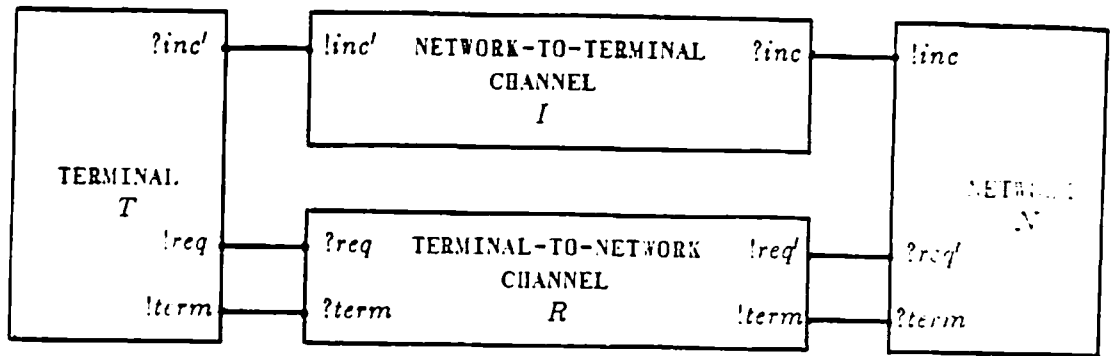 ?inc'
!inc'
NETWORK-TO-TERMINAL
CHANNEL
I
?inc
!inc
TERMINAL
T
N
!req
?req
TERMINAL-TO-NETWORK
CHANNEL
R
!req'
?req'
!term
?term
!term
?term